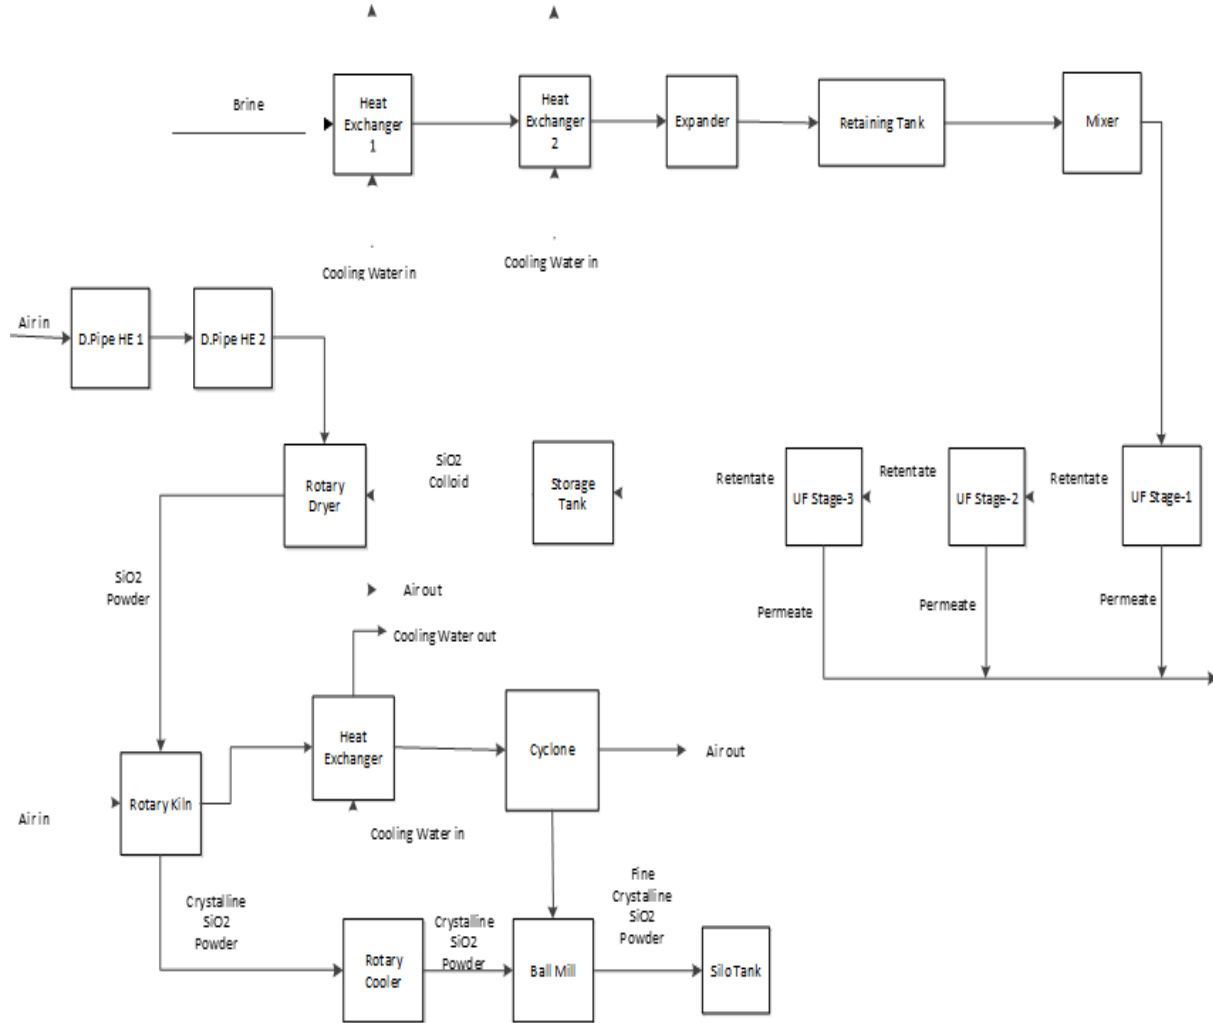 Brine
Heat
Exchanger
1
Heat
Exchanger
2
Expander
Retaining Tank
Mixer
Cooling Water in
Cooling Water in
Air in
D.Pipe HE 1
D.Pipe HE 2
Rotary
Dryer
SiO2
Colloid
Storage
Tank
Retentate
UF Stage-3
Retentate
UF Stage-2
Retentate
UF Stage-1
SiO2
Powder
Air out
Cooling Water out
Permeate
Permeate
Permeate
Air in
Rotary Kiln
Heat
Exchanger
Cyclone
Air out
Cooling Water in
Crystalline
SiO2
Powder
Rotary
Cooler
Crystalline
SiO2
Powder
Ball Mill
Fine
Crystalline
SiO2
Powder
Silo Tank